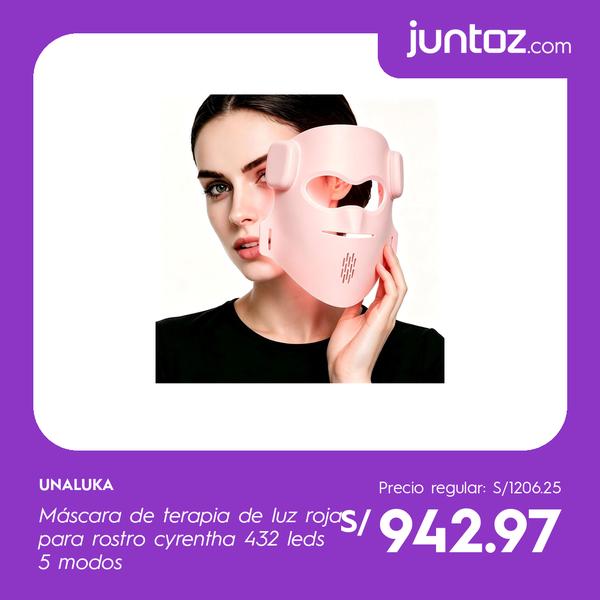 juntoz.com
UNALUKA
Máscara de terapia de luz roja
para rostro cyrentha 432 leds
5 modos
Precio regular: S/1206.25
S/ 942.97